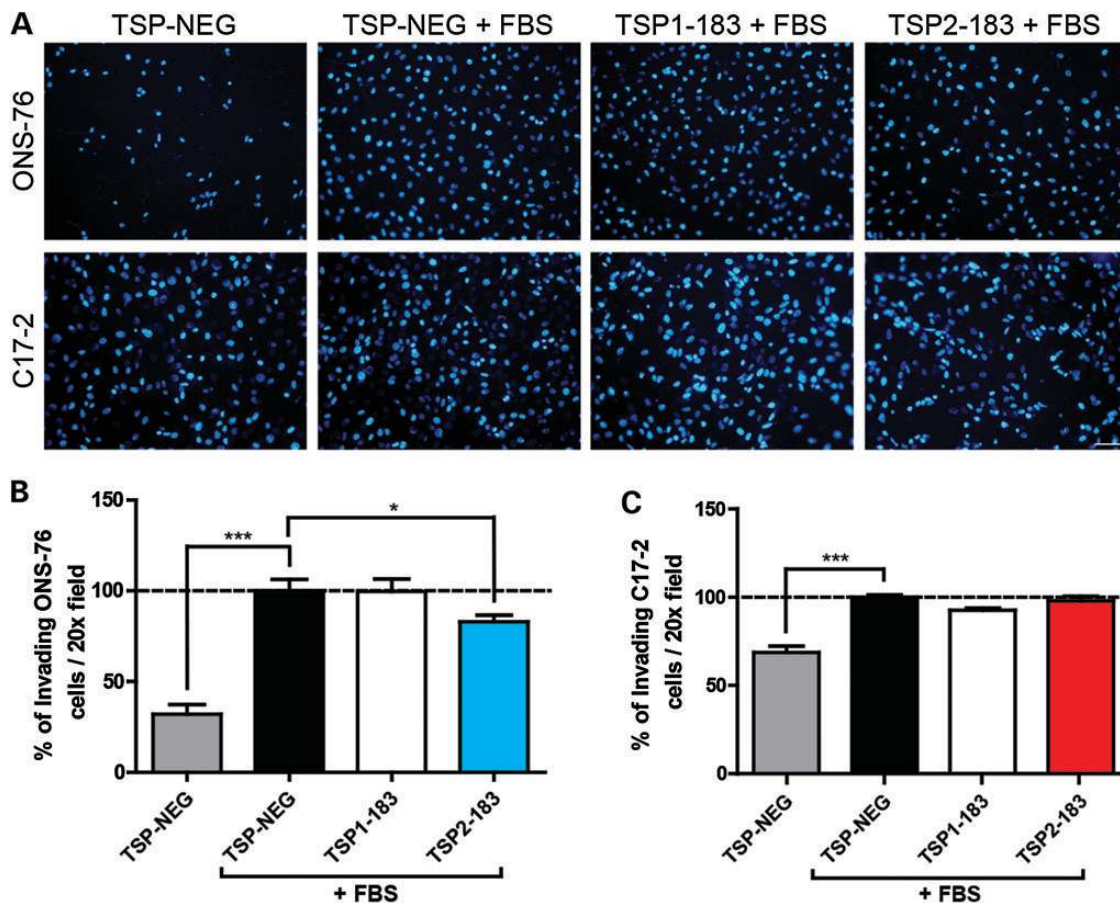 A
TSP-NEG TSP-NEG + FBS TSP1-183 + FBS TSP2-183 + FBS
ONS-76
C17-2
B
% of Invading ONS-76
cells / 20x field
150
100
50
0
***
*
TSP-NEG TSP-NEG TSP1-183 TSP2-183
+ FBS
C
% of Invading C17-2
cells / 20x field
150
100
50
0
***
TSP-NEG TSP-NEG TSP1-183 TSP2-183
+ FBS